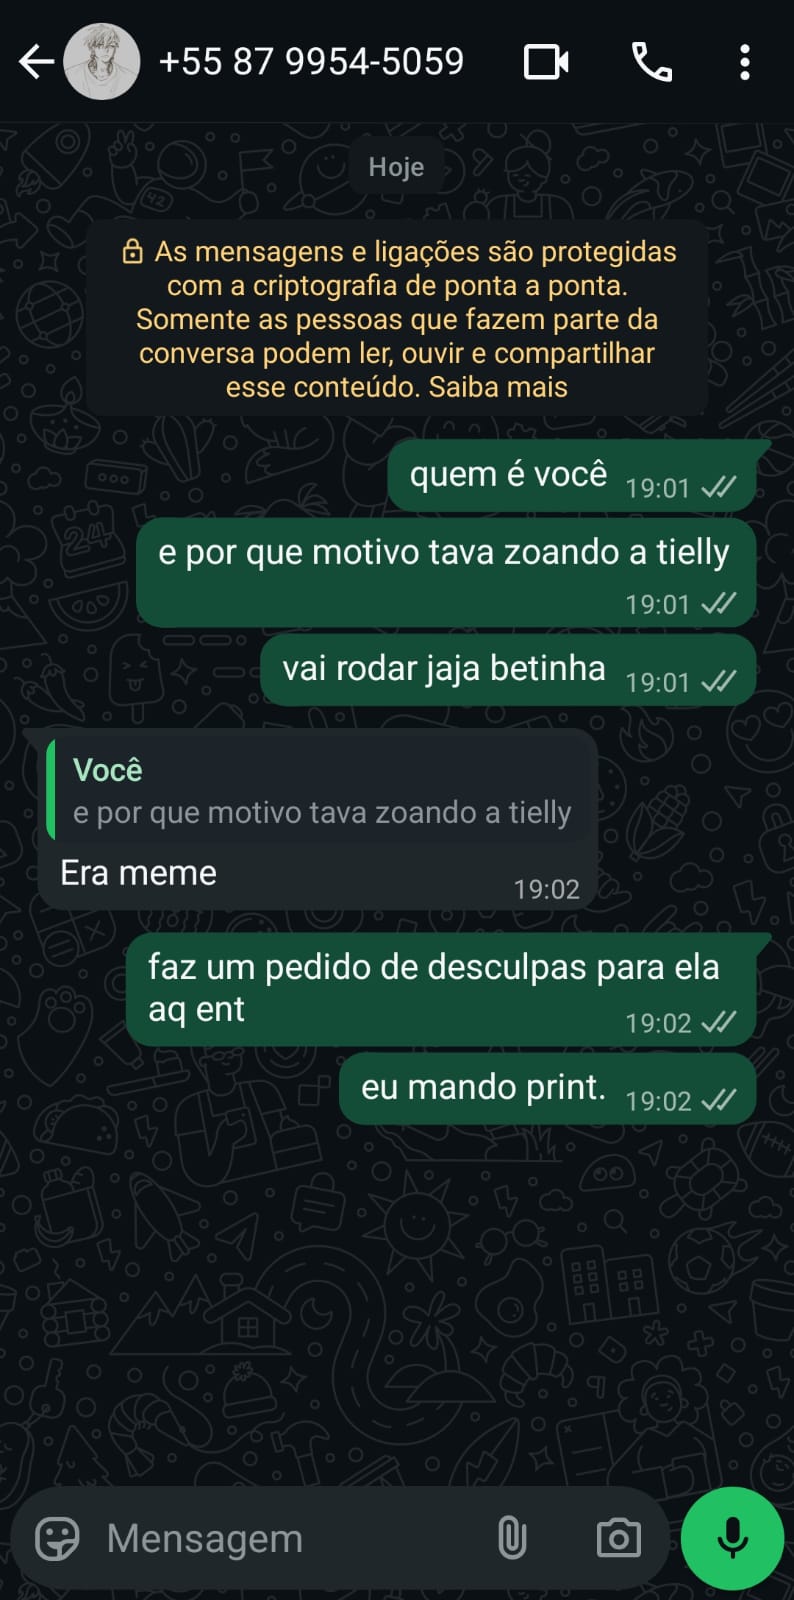 +55 87 9954-5059
Hoje
As mensagens e ligações são protegidas
com a criptografia de ponta a ponta.
Somente as pessoas que fazem parte da
conversa podem ler, ouvir e compartilhar
esse conteúdo. Saiba mais
quem é você 19:01
e por que motivo tava zoando a tielly
19:01
vai rodar jaja betinha 19:01
Você
e por que motivo tava zoando a tielly
Era meme 19:02
faz um pedido de desculpas para ela
aq ent 19:02
eu mando print. 19:02
Mensagem